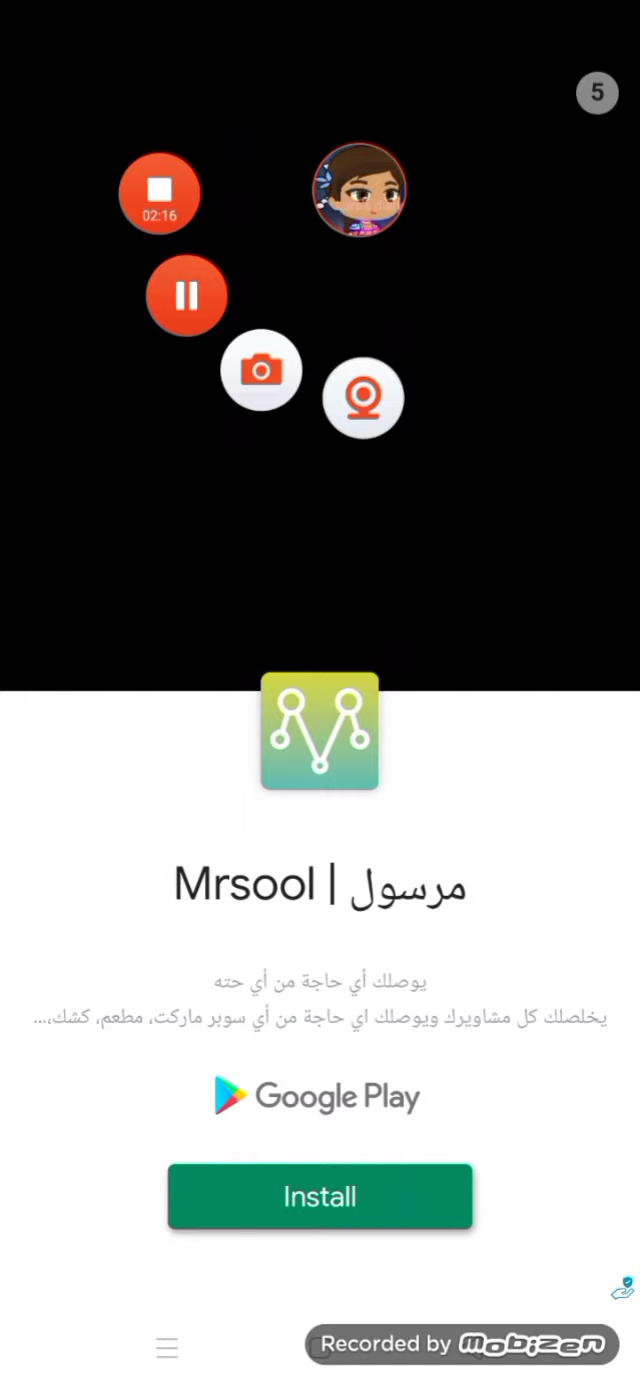 5
02:16
Mrsool | مرسول
يوصلك أي حاجة من أي حته
يخلصلك كل مشاويرك ويوصلك اي حاجة من أي سوبر ماركت، مطعم، كشك،...
Google Play
Install
Recorded by mobizen